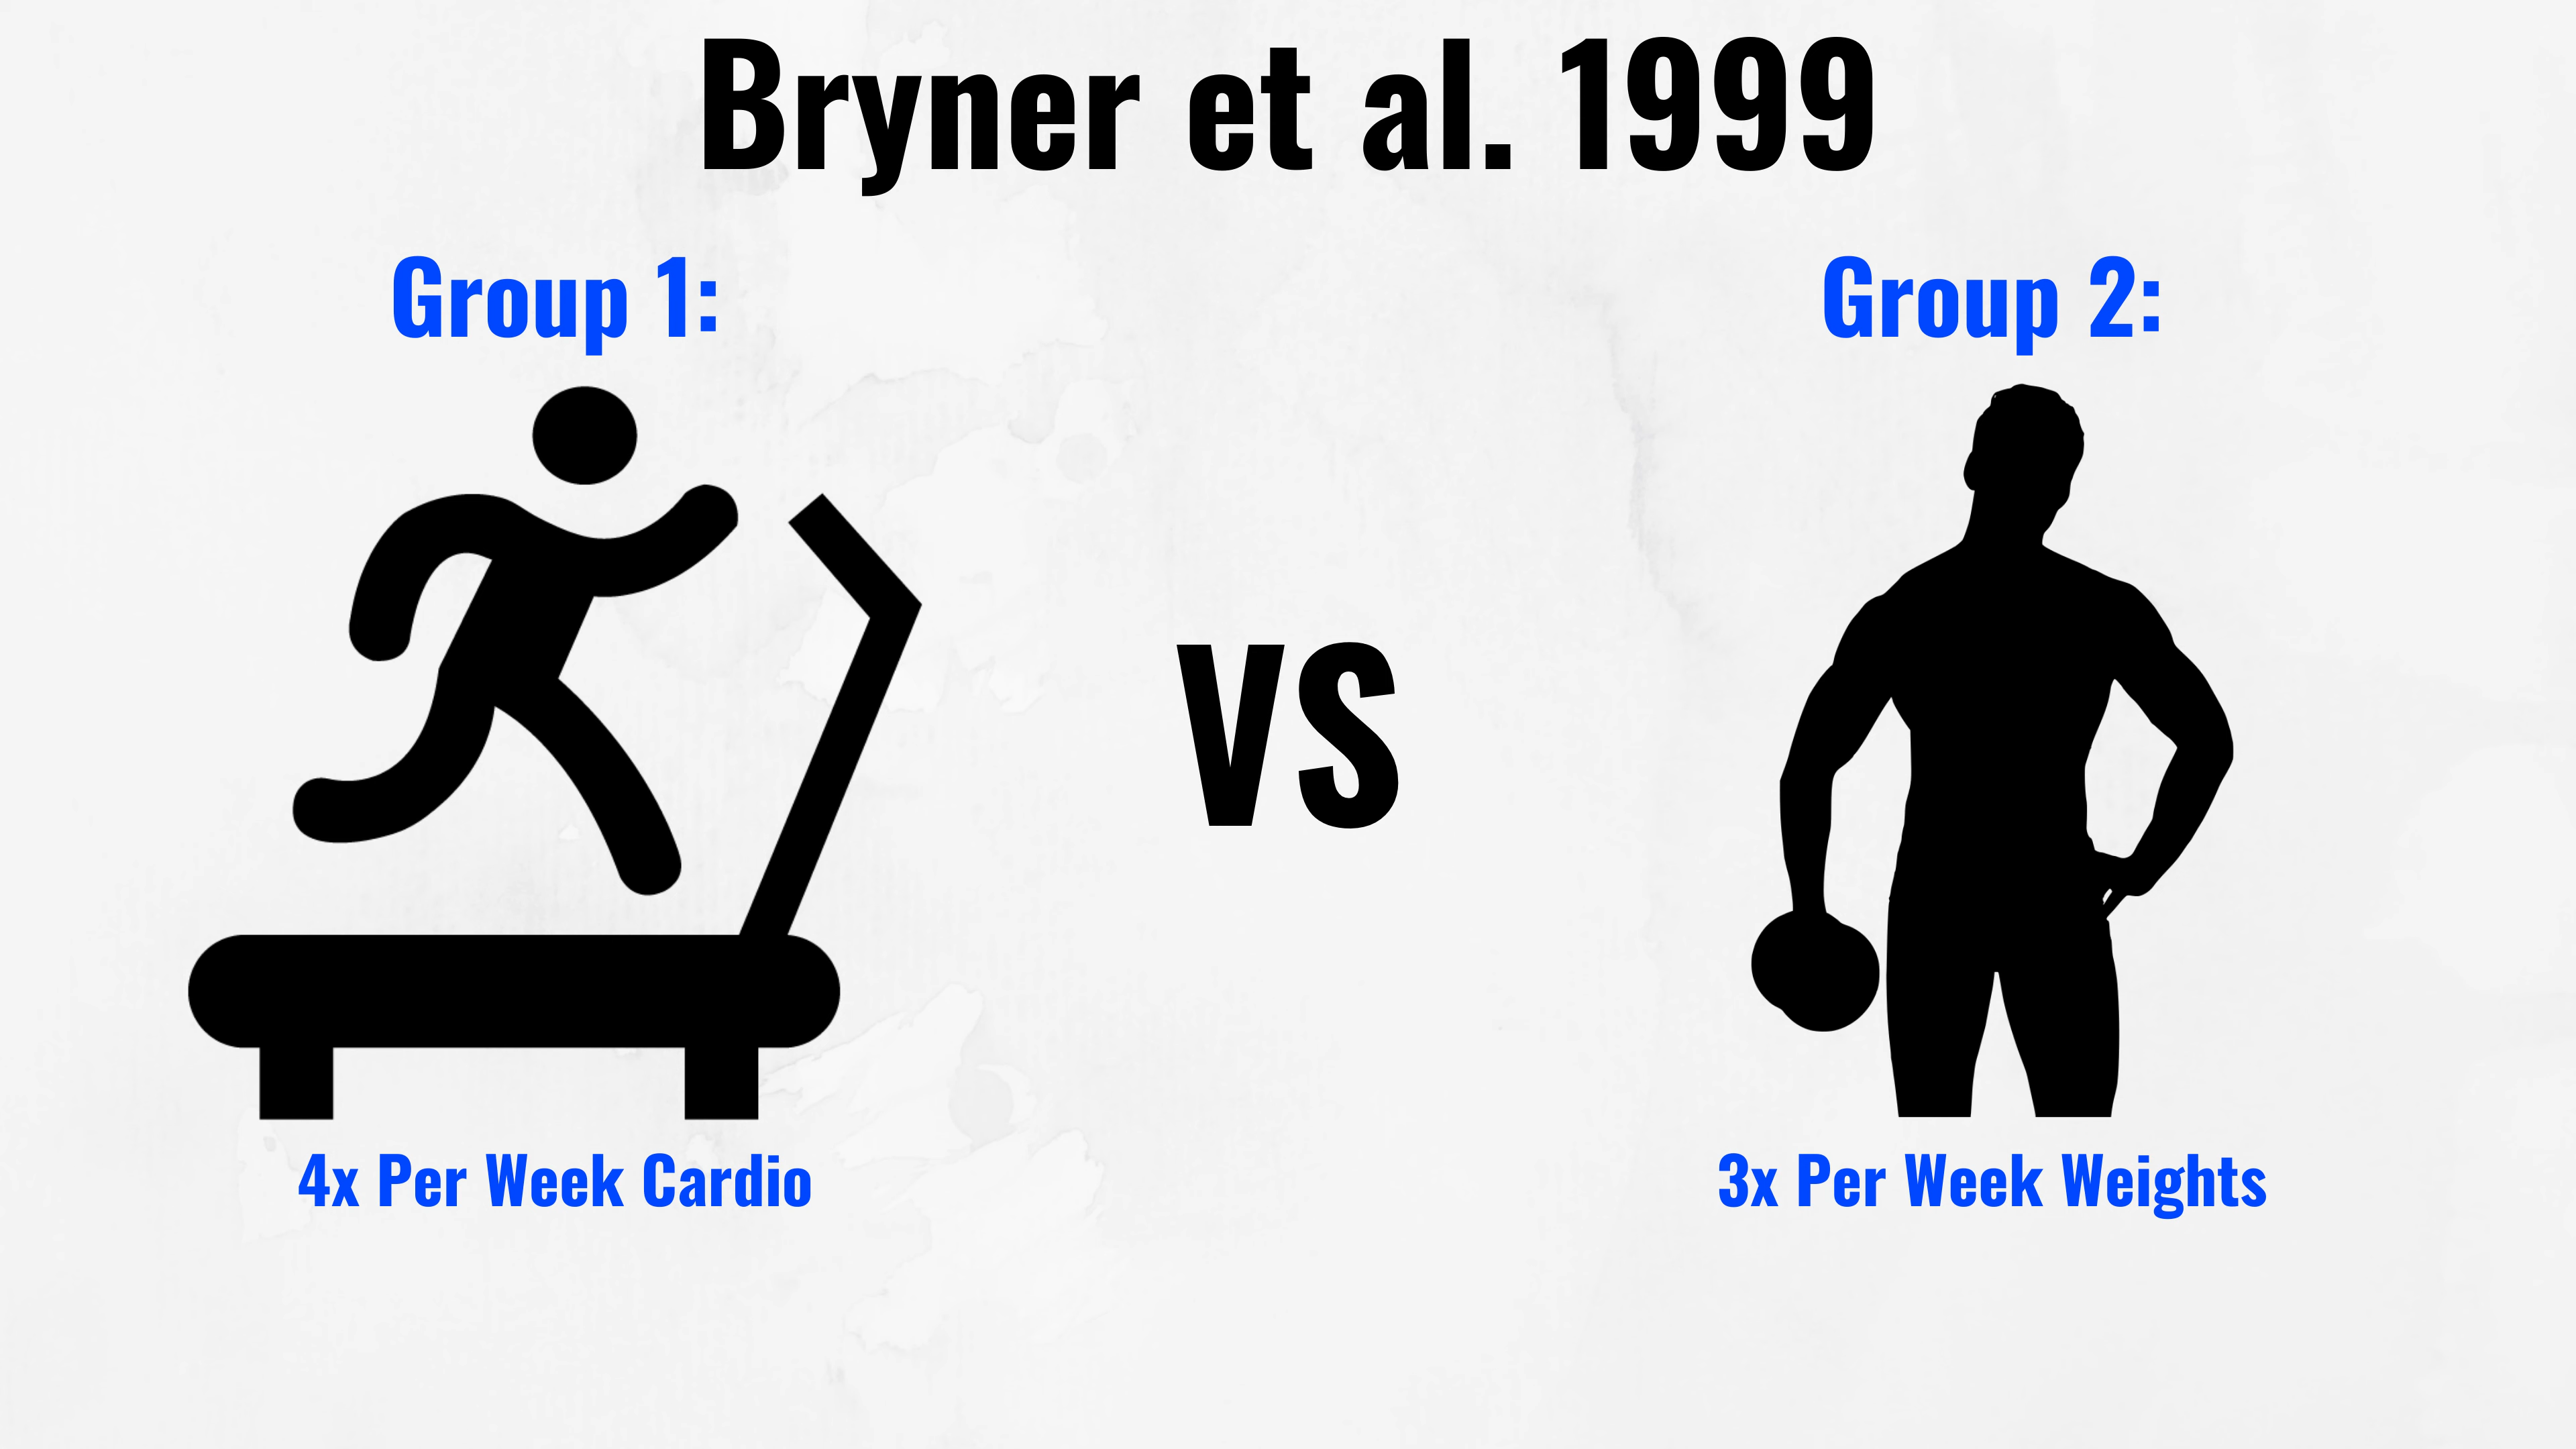 Bryner et al. 1999
Group 1:
Group 2:
VS
4x Per Week Cardio
3x Per Week Weights